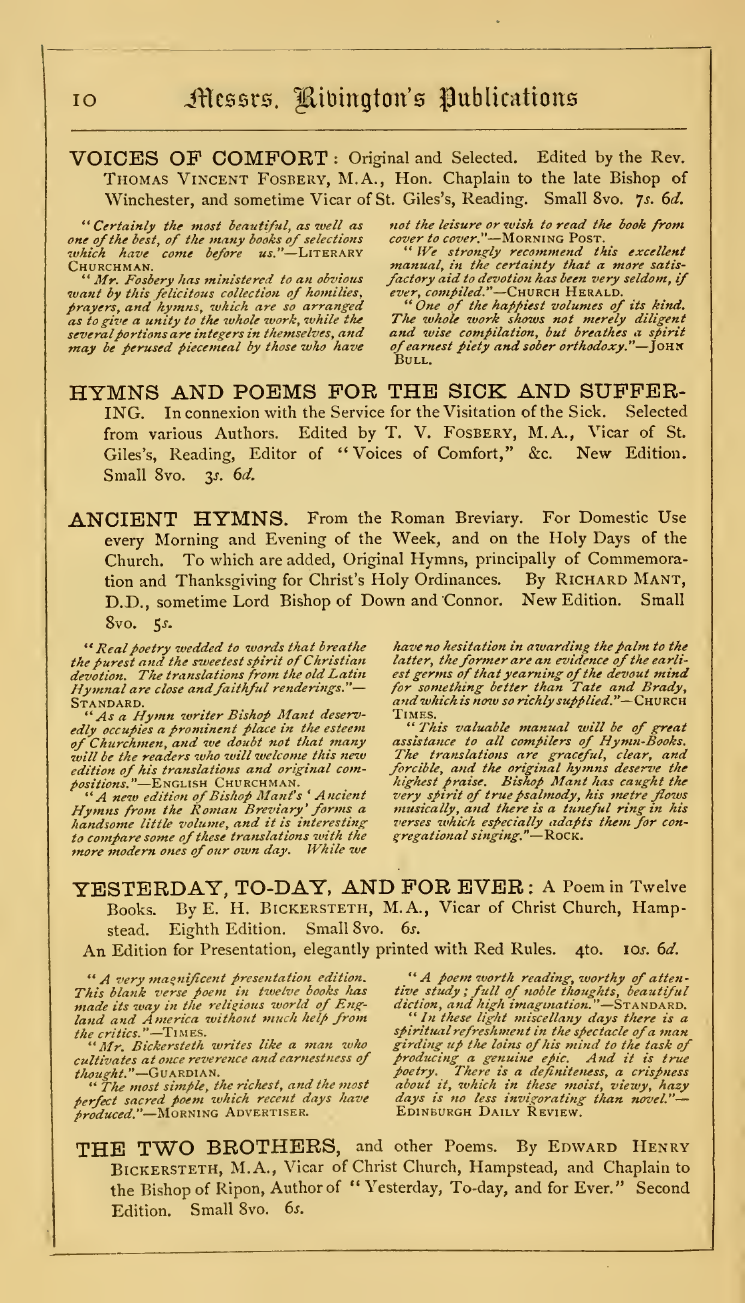 10 Messrs. Rivington's Publications
VOICES OF COMFORT: Original and Selected. Edited by the Rev.
THOMAS VINCENT FOSBERY, M.A., Hon. Chaplain to the late Bishop of
Winchester, and sometime Vicar of St. Giles's, Reading. Small 8vo. 7s. 6d.
"Certainly the most beautiful, as well as
one of the best, of the many books of selections
which have come before us."—LITERARY
CHURCHMAN.
"Mr. Fosbery has ministered to an obvious
want by this felicitous collection of homilies,
prayers, and hymns, which are so arranged
as to give a unity to the whole work, while the
several portions are integers in themselves, and
may be perused piecemeal by those who have
not the leisure or wish to read the book from
cover to cover."—MORNING POST.
"We strongly recommend this excellent
manual, in the certainty that a more satis-
factory aid to devotion has been very seldom, if
ever, compiled."—CHURCH HERALD.
"One of the happiest volumes of its kind.
The whole work shows not merely diligent
and wise compilation, but breathes a spirit
of earnest piety and sober orthodoxy."—JOHN
BULL.
HYMNS AND POEMS FOR THE SICK AND SUFFER-
ING. In connexion with the Service for the Visitation of the Sick. Selected
from various Authors. Edited by T. V. FOSBERY, M.A., Vicar of St.
Giles's, Reading, Editor of "Voices of Comfort," &c. New Edition.
Small 8vo. 3s. 6d.
ANCIENT HYMNS. From the Roman Breviary. For Domestic Use
every Morning and Evening of the Week, and on the Holy Days of the
Church. To which are added, Original Hymns, principally of Commemora-
tion and Thanksgiving for Christ's Holy Ordinances. By RICHARD MANT,
D.D., sometime Lord Bishop of Down and Connor. New Edition. Small
8vo. 5s.
"Real poetry wedded to words that breathe
the purest and the sweetest spirit of Christian
devotion. The translations from the old Latin
Hymnal are close and faithful renderings."—
STANDARD.
"As a Hymn writer Bishop Mant deserv-
edly occupies a prominent place in the esteem
of Churchmen, and we doubt not that many
will be the readers who will welcome this new
edition of his translations and original com-
positions."—ENGLISH CHURCHMAN.
"A new edition of Bishop Mant's 'Ancient
Hymns from the Roman Breviary' forms a
handsome little volume, and it is interesting
to compare some of these translations with the
more modern ones of our own day. While we
have no hesitation in awarding the palm to the
latter, the former are an evidence of the earli-
est germs of that yearning of the devout mind
for something better than Tate and Brady,
and which is now so richly supplied."—CHURCH
TIMES.
"This valuable manual will be of great
assistance to all compilers of Hymn-Books.
The translations are graceful, clear, and
forcible, and the original hymns deserve the
highest praise. Bishop Mant has caught the
very spirit of true psalmody, his metre flows
musically, and there is a tuneful ring in his
verses which especially adapts them for con-
gregational singing."—ROCK.
YESTERDAY, TO-DAY, AND FOR EVER: A Poem in Twelve
Books. By E. H. BICKERSTETH, M.A., Vicar of Christ Church, Hamp-
stead. Eighth Edition. Small 8vo. 6s.
An Edition for Presentation, elegantly printed with Red Rules. 4to. 10s. 6d.
"A very magnificent presentation edition.
This blank verse poem in twelve books has
made its way in the religious world of Eng-
land and America without much help from
the critics."—TIMES.
"Mr. Bickersteth writes like a man who
cultivates at once reverence and earnestness of
thought."—GUARDIAN.
"The most simple, the richest, and the most
perfect sacred poem which recent days have
produced."—MORNING ADVERTISER.
"A poem worth reading, worthy of atten-
tive study; full of noble thoughts, beautiful
diction, and high imagination."—STANDARD.
"In these light miscellany days there is a
spiritual refreshment in the spectacle of a man
girding up the loins of his mind to the task of
producing a genuine epic. And it is true
poetry. There is a definiteness, a crispness
about it, which in these moist, viewy, hazy
days is no less invigorating than novel."—
EDINBURGH DAILY REVIEW.
THE TWO BROTHERS, and other Poems. By EDWARD HENRY
BICKERSTETH, M.A., Vicar of Christ Church, Hampstead, and Chaplain to
the Bishop of Ripon, Author of "Yesterday, To-day, and for Ever." Second
Edition. Small 8vo. 6s.